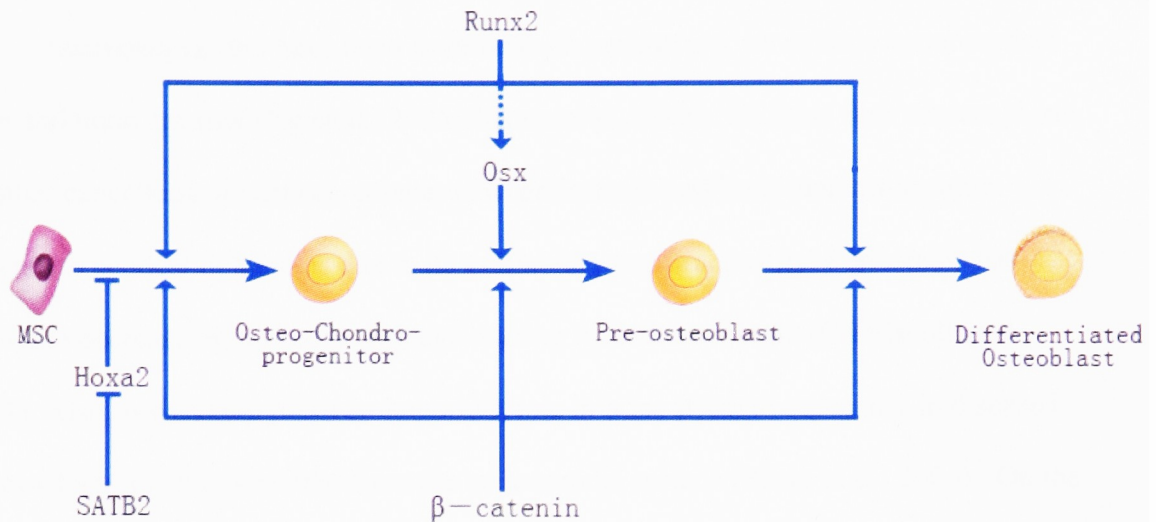 Runx2
Osx
MSC
Osteo-Chondro-
progenitor
Pre-osteoblast
Differentiated
Osteoblast
Hoxa2
SATB2
β－catenin